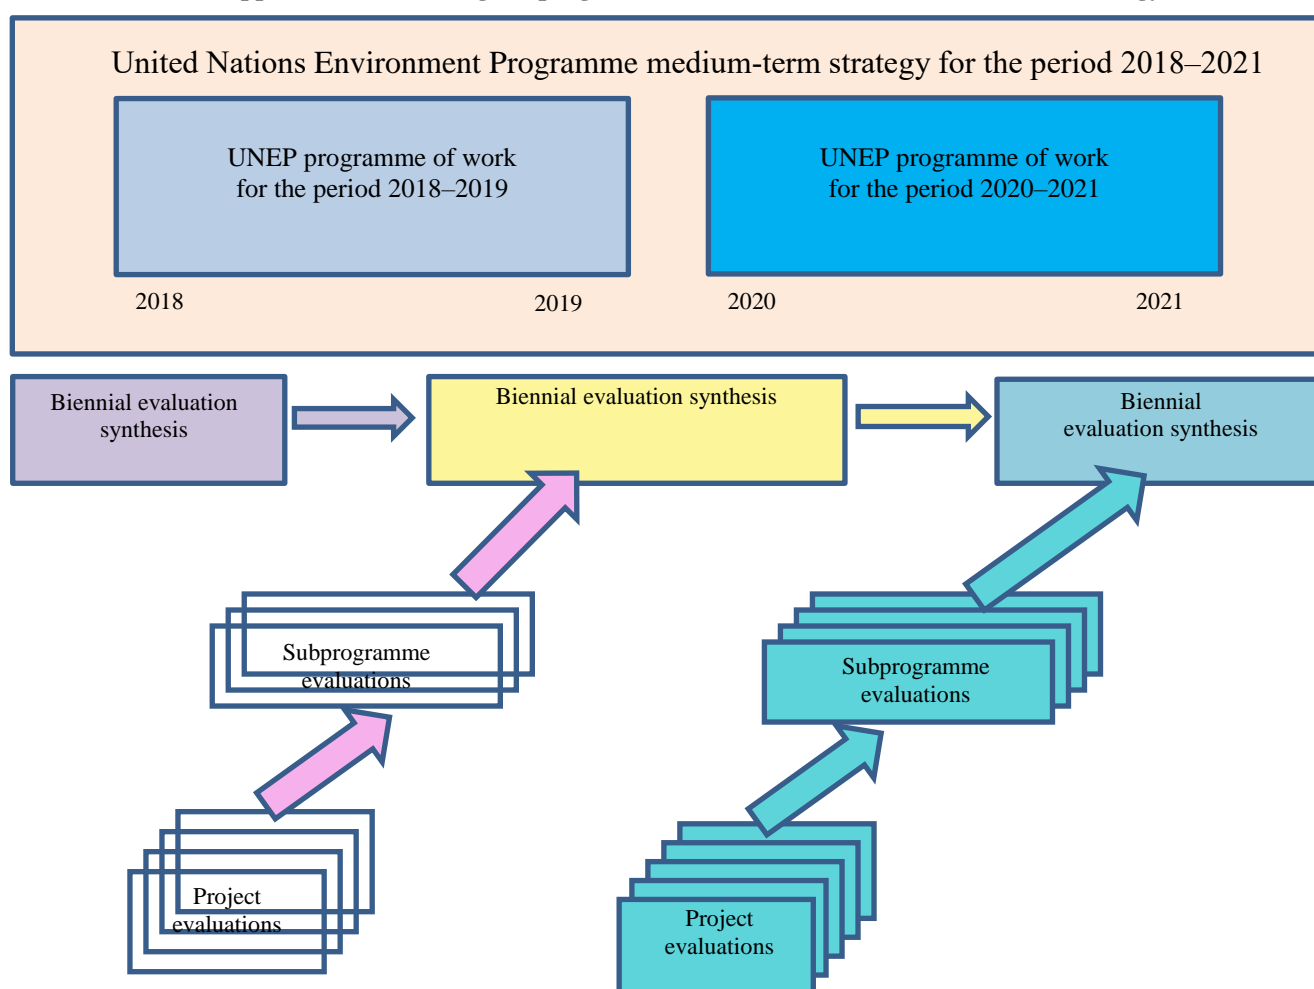 United Nations Environment Programme medium-term strategy for the period 2018–2021
UNEP programme of work
for the period 2018–2019
UNEP programme of work
for the period 2020–2021
2018
2019
2020
2021
Biennial evaluation
synthesis
Biennial evaluation synthesis
Biennial
evaluation synthesis
Subprogramme
evaluations
Subprogramme
evaluations
Project
evaluations
Project
evaluations